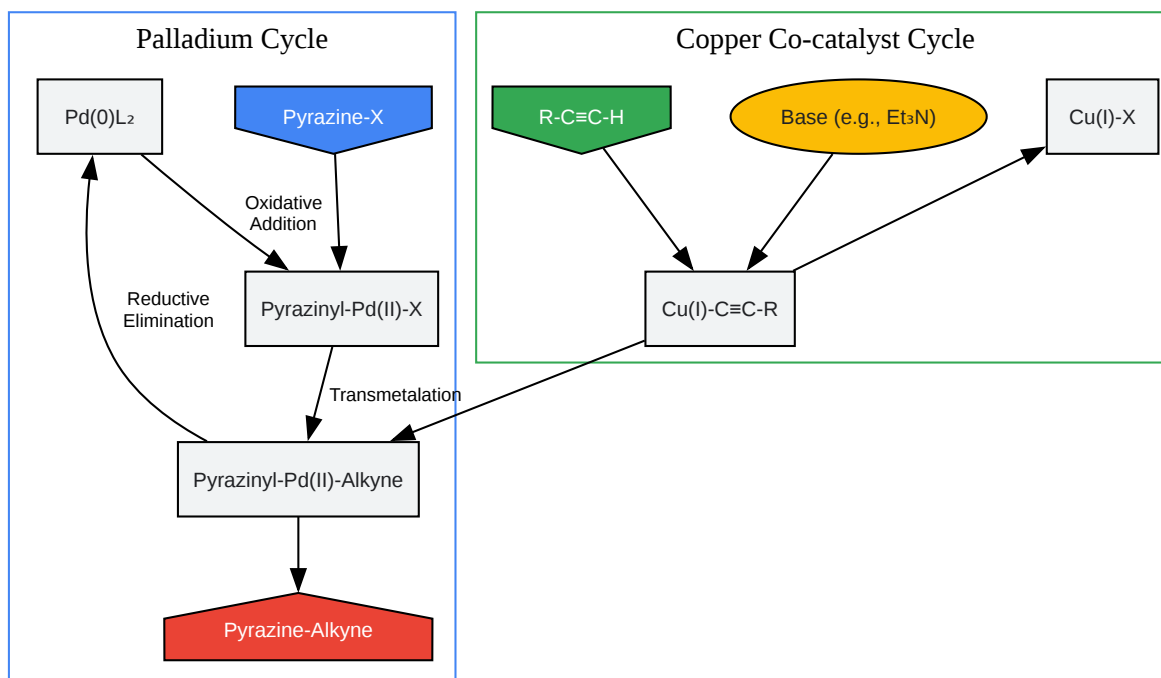 Palladium Cycle
Copper Co-catalyst Cycle
Pd(0)L₂
Pyrazine-X
R-C≡C-H
Base (e.g., Et₃N)
Cu(I)-X
Oxidative
Addition
Reductive
Elimination
Pyrazinyl-Pd(II)-X
Cu(I)-C≡C-R
Transmetalation
Pyrazinyl-Pd(II)-Alkyne
Pyrazine-Alkyne